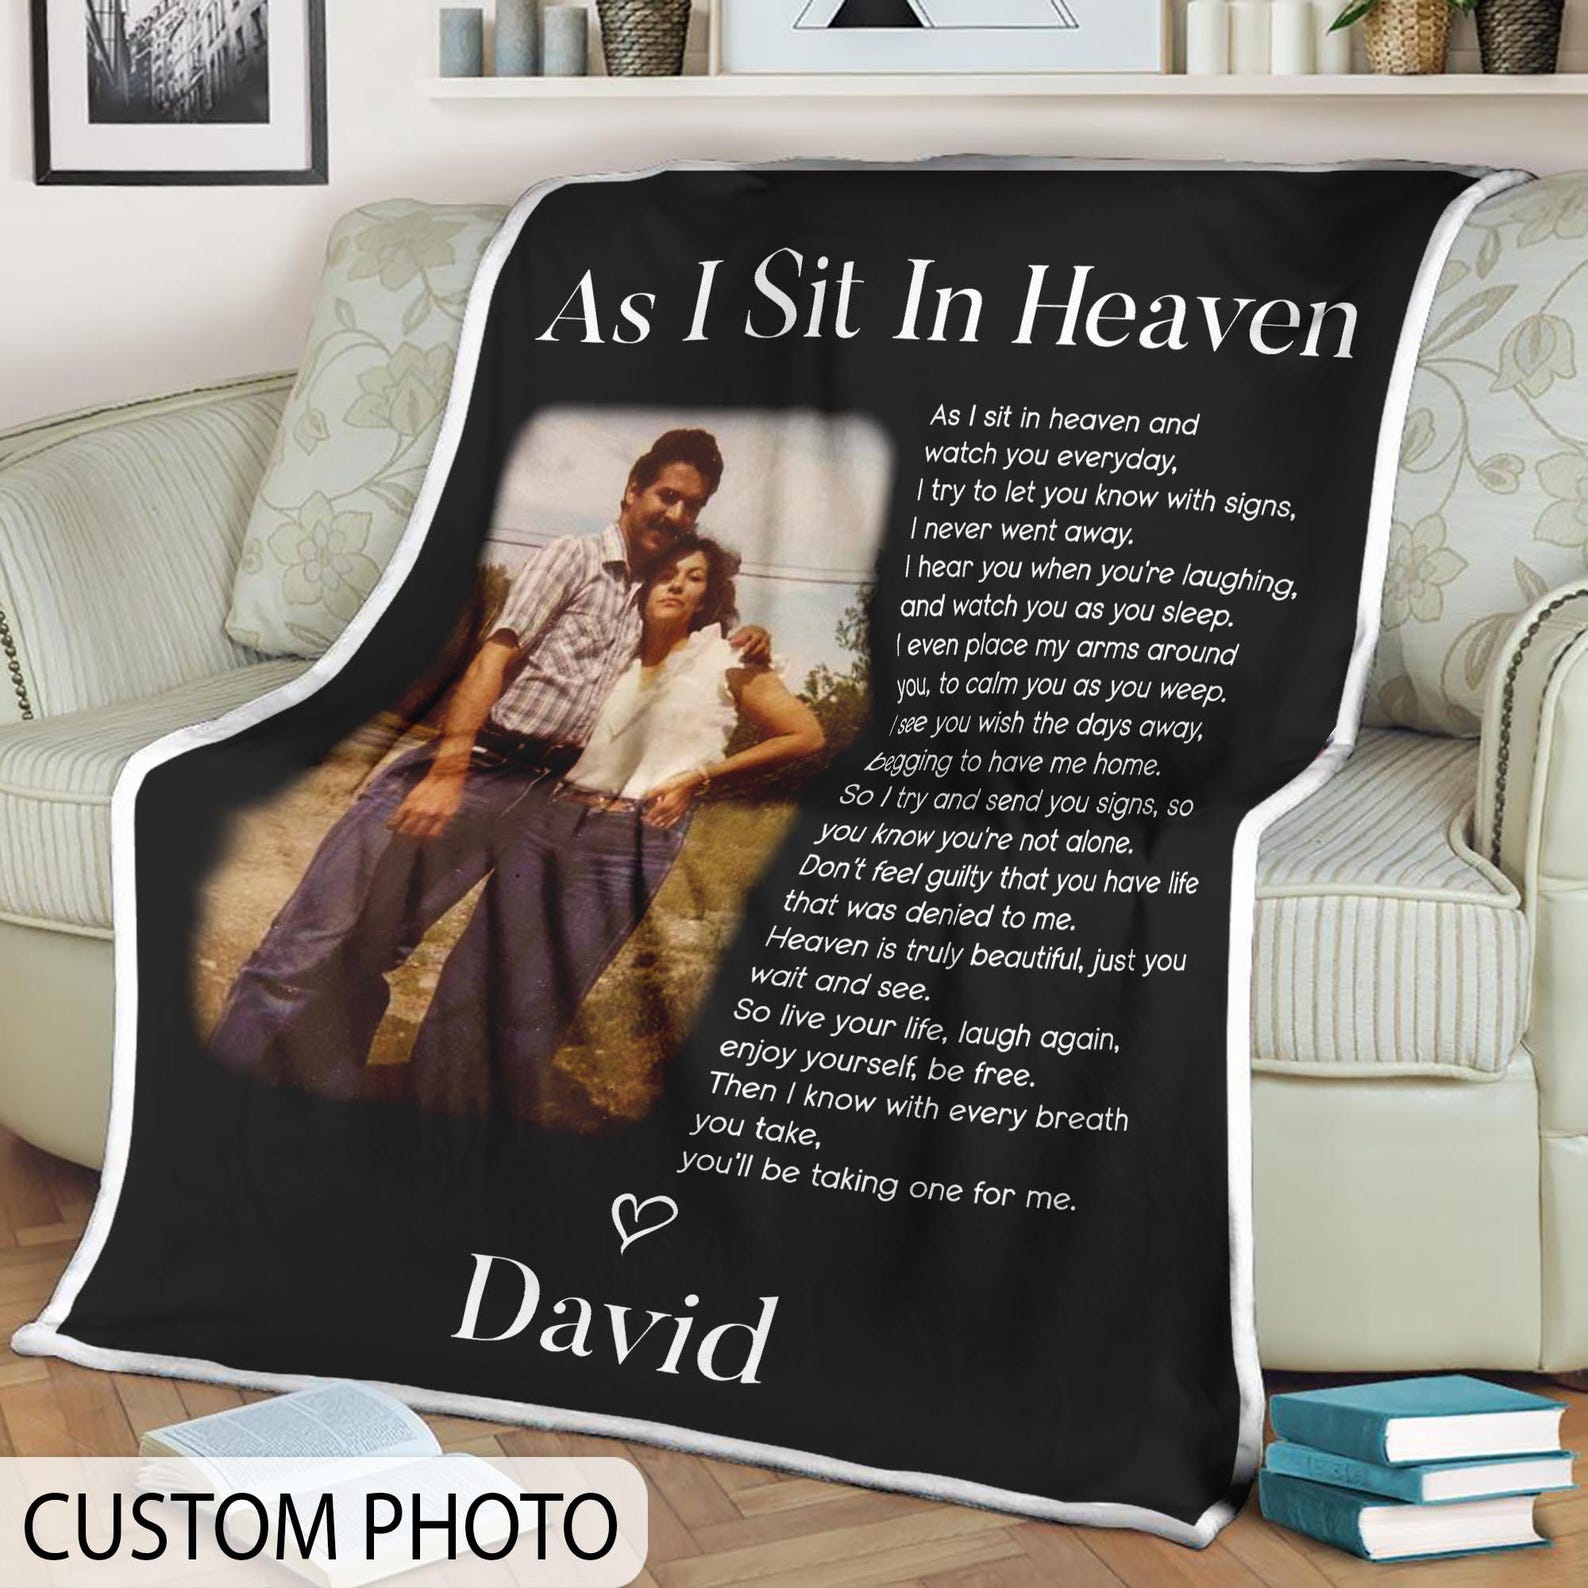 As I Sit In Heaven
As I sit in heaven and
watch you everyday,
I try to let you know with signs,
I never went away.
I hear you when you're laughing,
and watch you as you sleep.
I even place my arms around
you, to calm you as you weep.
I see you wish the days away,
begging to have me home.
So I try and send you signs, so
you know you're not alone.
Don't feel guilty that you have life
that was denied to me.
Heaven is truly beautiful, just you
wait and see.
So live your life, laugh again,
enjoy yourself, be free.
Then I know with every breath
you take,
you'll be taking one for me.
David
CUSTOM PHOTO